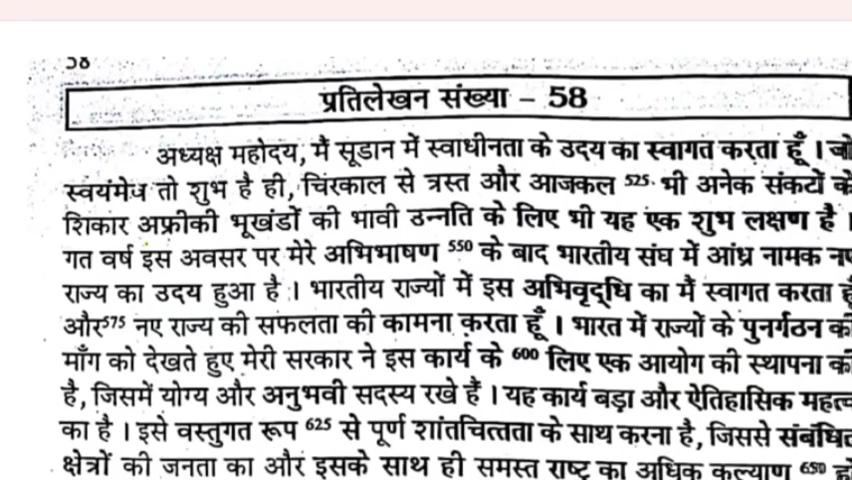 58
प्रतिलेखन संख्या – 58
अध्यक्ष महोदय, मैं सूडान में स्वाधीनता के उदय का स्वागत करता हूँ । जो
स्वयंमेव तो शुभ है ही, चिरकाल से त्रस्त और आजकल 525. भी अनेक संकटों के
शिकार अफ्रीकी भूखंडों की भावी उन्नति के लिए भी यह एक शुभ लक्षण है ।
गत वर्ष इस अवसर पर मेरे अभिभाषण 550 के बाद भारतीय संघ में आंध्र नामक नए
राज्य का उदय हुआ है । भारतीय राज्यों में इस अभिवृद्धि का मैं स्वागत करता हूँ
और575 नए राज्य की सफलता की कामना करता हूँ । भारत में राज्यों के पुनर्गठन की
माँग को देखते हुए मेरी सरकार ने इस कार्य के 600 लिए एक आयोग की स्थापना की
है, जिसमें योग्य और अनुभवी सदस्य रखे हैं । यह कार्य बड़ा और ऐतिहासिक महत्व
का है । इसे वस्तुगत रूप 625 से पूर्ण शांतचित्तता के साथ करना है, जिससे संबंधित
क्षेत्रों की जनता का और इसके साथ ही समस्त राष्ट्र का अधिक कल्याण 650 हो